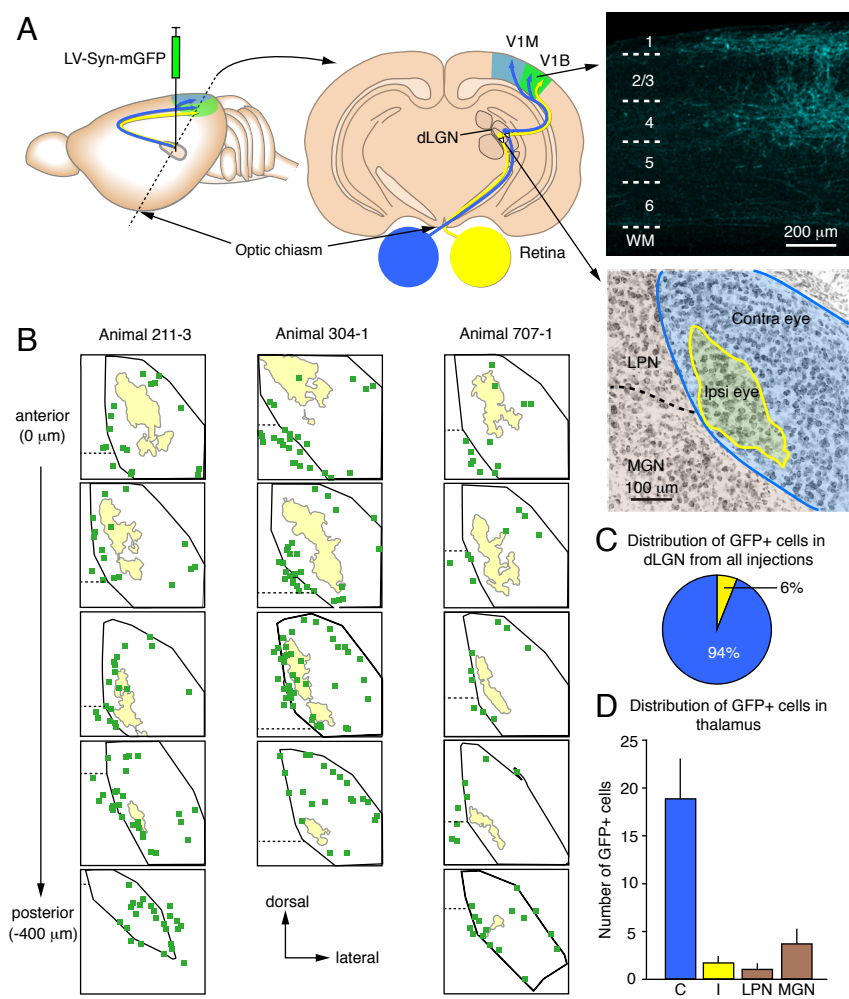 A
LV-Syn-mGFP
V1M
V1B
dLGN
Optic chiasm
Retina
1
2/3
4
5
6
WM
200 µm
Contra eye
LPN
Ipsi eye
MGN
100 µm
B
Animal 211-3
Animal 304-1
Animal 707-1
anterior
(0 µm)
posterior
(-400 µm)
dorsal
lateral
C
Distribution of GFP+ cells in
dLGN from all injections
6%
94%
D
Distribution of GFP+ cells in
thalamus
Number of GFP+ cells
25
20
15
10
5
0
C
I
LPN
MGN